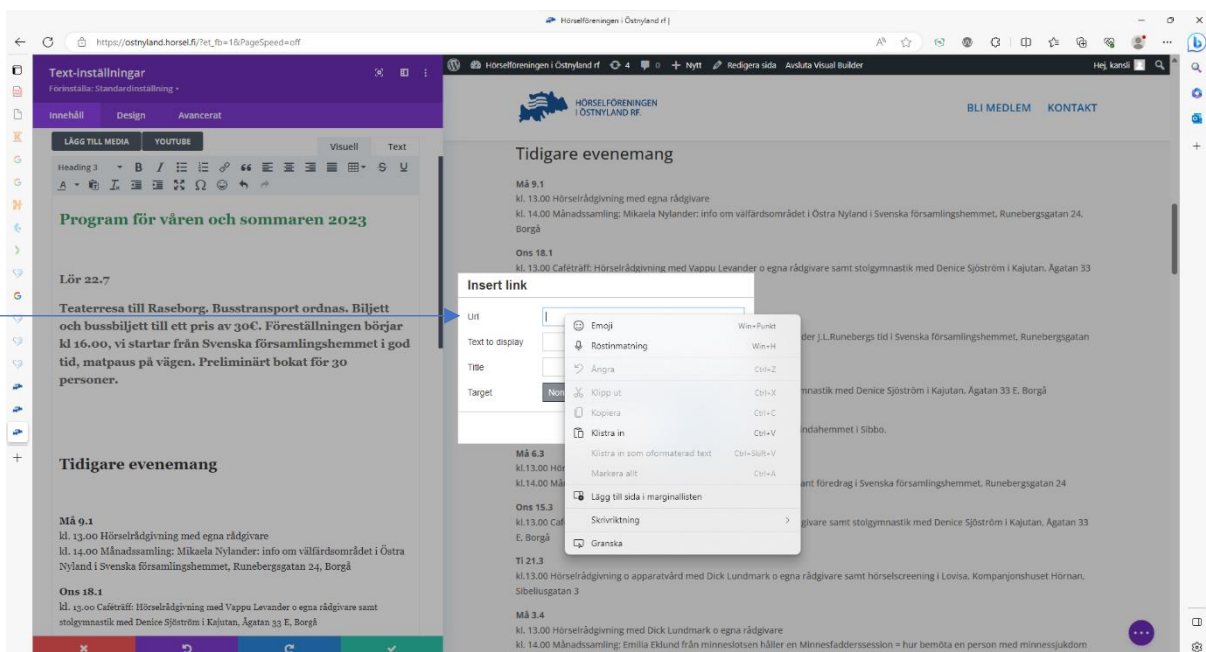 Hörselföreningen i Östnyland rf |
https://ostnyland.horsel.fi/?et_fb=1&PageSpeed=off
Text-inställningar
Förinställa: Standardinställning
Innehåll Design Avancerat
LÄGG TILL MEDIA YOUTUBE
Visuell Text
Heading 3
Program för våren och sommaren 2023
Lör 22.7
Teaterresa till Raseborg. Busstransport ordnas. Biljett
och bussbiljett till ett pris av 30€. Föreställningen börjar
kl 16.00, vi startar från Svenska församlingshemmet i god
tid, matpaus på vägen. Preliminärt bokat för 30
personer.
Tidigare evenemang
Må 9.1
kl. 13.00 Hörselrådgivning med egna rådgivare
kl. 14.00 Månadssamling: Mikaela Nylander: info om välfärdsområdet i Östra
Nyland i Svenska församlingshemmet, Runebergsgatan 24, Borgå
Ons 18.1
kl. 13.00 Caféträff: Hörselrådgivning med Vappu Levander o egna rådgivare samt
stolgymnastik med Denice Sjöström i Kajutan, Ågatan 33 E, Borgå
Hörselföreningen i Östnyland rf 4 0 Nytt Redigera sida Avsluta Visual Builder Hej, kansli
HÖRSELFÖRENINGEN
I ÖSTNYLAND RF.
BLI MEDLEM KONTAKT
Tidigare evenemang
Må 9.1
kl. 13.00 Hörselrådgivning med egna rådgivare
kl. 14.00 Månadssamling: Mikaela Nylander: info om välfärdsområdet i Östra Nyland i Svenska församlingshemmet, Runebergsgatan 24,
Borgå
Ons 18.1
kl. 13.00 Caféträff: Hörselrådgivning med Vappu Levander o egna rådgivare samt stolgymnastik med Denice Sjöström i Kajutan, Ågatan 33
Insert link
Url
Text to display
Title
Target Non
Emoji Win+Punkt
Röstinmatning Win+H
Ångra Ctrl+Z
Klipp ut Ctrl+X
Kopiera Ctrl+C
Klistra in Ctrl+V
Klistra in som oformaterad text Ctrl+Skift+V
Markera allt Ctrl+A
Lägg till sida i marginallisten
Skrivriktning
Granska
der J.L.Runebergs tid i Svenska församlingshemmet, Runebergsgatan
mnastik med Denice Sjöström i Kajutan, Ågatan 33 E, Borgå
indahemmet i Sibbo.
Må 6.3
kl.13.00 Hör
kl.14.00 Må ant föredrag i Svenska församlingshemmet, Runebergsgatan 24
Ons 15.3
kl.13.00 Caf givare samt stolgymnastik med Denice Sjöström i Kajutan, Ågatan 33
E, Borgå
Ti 21.3
kl.13.00 Hörselrådgivning o apparatvård med Dick Lundmark o egna rådgivare samt hörselscreening i Lovisa, Kompanjonshuset Hörnan,
Sibeliusgatan 3
Må 3.4
kl. 13.00 Hörselrådgivning med Dick Lundmark o egna rådgivare
kl. 14.00 Månadssamling: Emilia Eklund från minneslotsen håller en Minnesfadderssession = hur bemöta en person med minnessjukdom